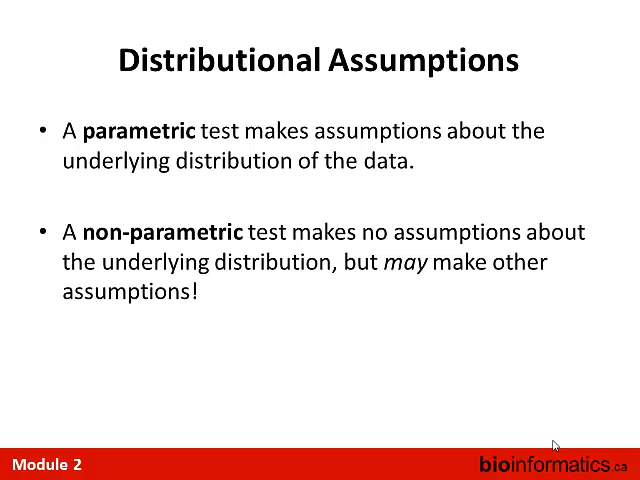 Distributional Assumptions
• A parametric test makes assumptions about the
underlying distribution of the data.
• A non-parametric test makes no assumptions about
the underlying distribution, but may make other
assumptions!
Module 2
bioinformatics.ca